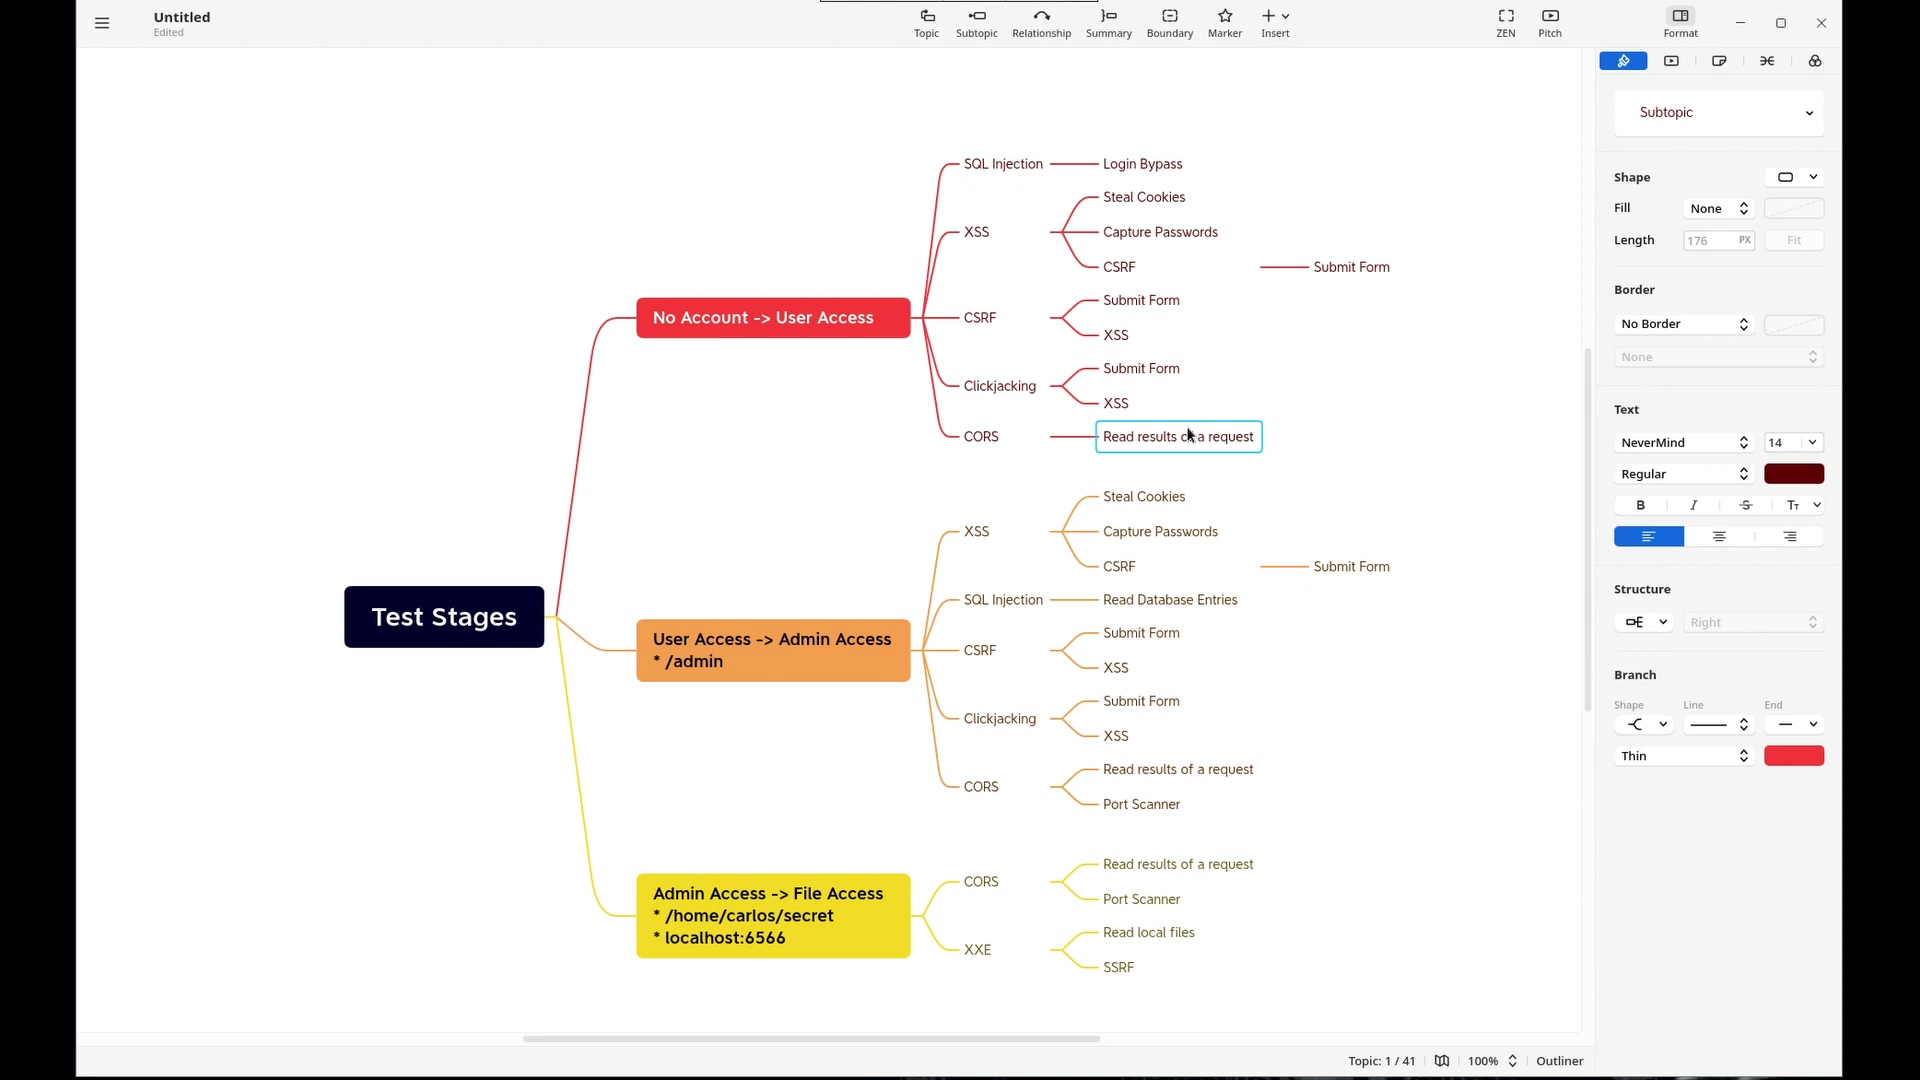 Untitled
Edited
Topic
Subtopic
Relationship
Summary
Boundary
Marker
Insert
ZEN
Pitch
Format
Subtopic
Shape
Fill
None
Length
176
PX
Fit
Border
No Border
None
Text
NeverMind
14
Regular
B
I
S
Tт
Structure
Right
Branch
Shape
Line
End
Thin
Test Stages
No Account -> User Access
SQL Injection
Login Bypass
XSS
Steal Cookies
Capture Passwords
CSRF
Submit Form
CSRF
Submit Form
XSS
Clickjacking
Submit Form
XSS
CORS
Read results of a request
User Access -> Admin Access
* /admin
XSS
Steal Cookies
Capture Passwords
CSRF
Submit Form
SQL Injection
Read Database Entries
CSRF
Submit Form
XSS
Clickjacking
Submit Form
XSS
CORS
Read results of a request
Port Scanner
Admin Access -> File Access
* /home/carlos/secret
* localhost:6566
CORS
Read results of a request
Port Scanner
XXE
Read local files
SSRF
Topic: 1 / 41
100%
Outliner